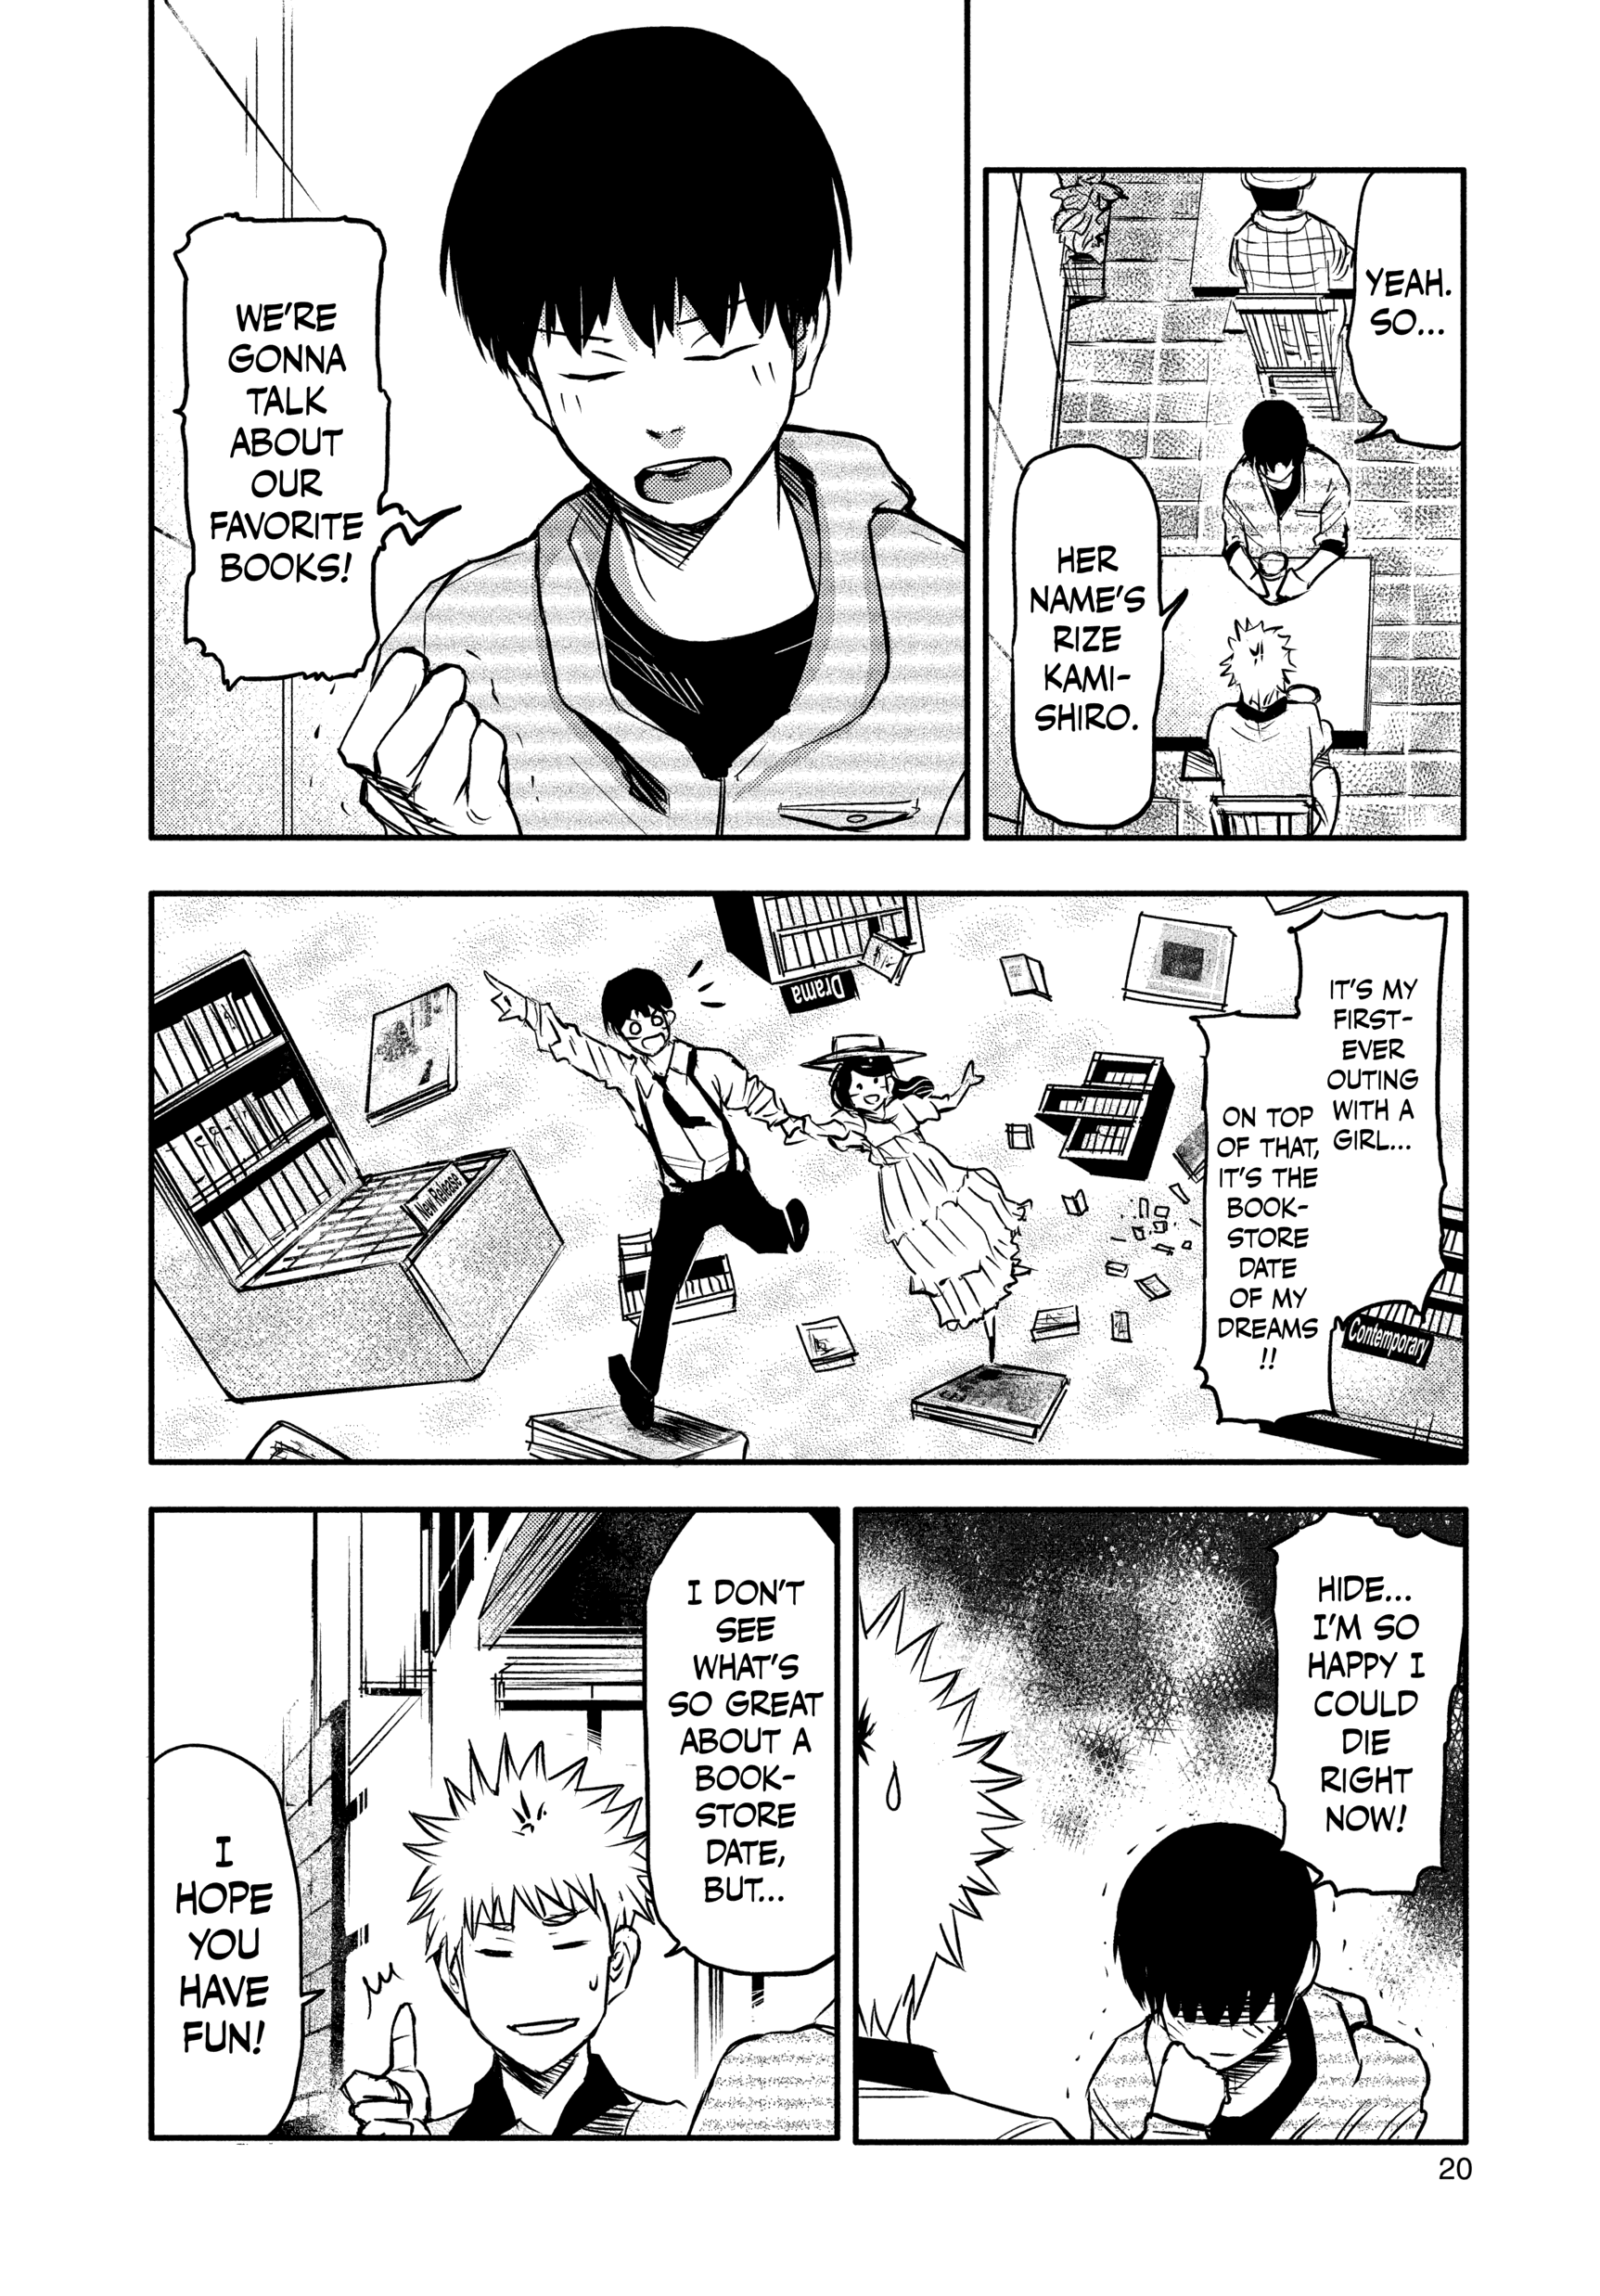 YEAH.
SO...
HER
NAME'S
RIZE
KAMI-
SHIRO.
WE'RE
GONNA
TALK
ABOUT
OUR
FAVORITE
BOOKS!
IT'S MY
FIRST-
EVER
OUTING
WITH A
GIRL...
ON TOP
OF THAT,
IT'S THE
BOOK-
STORE
DATE
OF MY
DREAMS
!!
Contemporary
Drama
New Release
HIDE...
I'M SO
HAPPY I
COULD
DIE
RIGHT
NOW!
I DON'T
SEE
WHAT'S
SO GREAT
ABOUT A
BOOK-
STORE
DATE,
BUT...
I
HOPE
YOU
HAVE
FUN!
20